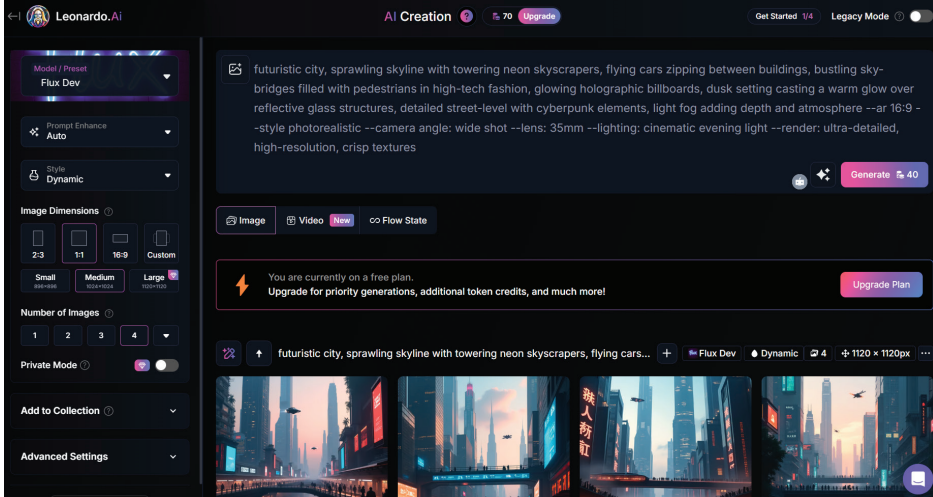 Leonardo.Ai
AI Creation ?
70 Upgrade
Get Started 1/4
Legacy Mode ?
Model / Preset
Flux Dev
Prompt Enhance
Auto
Style
Dynamic
Image Dimensions ?
2:3 1:1 16:9 Custom
Small Medium Large
896×896 1024×1024 1120×1120
Number of Images ?
1 2 3 4
Private Mode ?
Add to Collection ?
Advanced Settings
futuristic city, sprawling skyline with towering neon skyscrapers, flying cars zipping between buildings, bustling sky-
bridges filled with pedestrians in high-tech fashion, glowing holographic billboards, dusk setting casting a warm glow over
reflective glass structures, detailed street-level with cyberpunk elements, light fog adding depth and atmosphere --ar 16:9 -
-style photorealistic --camera angle: wide shot --lens: 35mm --lighting: cinematic evening light --render: ultra-detailed,
high-resolution, crisp textures
Generate 40
Image Video New Flow State
You are currently on a free plan.
Upgrade for priority generations, additional token credits, and much more!
Upgrade Plan
futuristic city, sprawling skyline with towering neon skyscrapers, flying cars... + Flux Dev Dynamic 4 1120 × 1120px ...